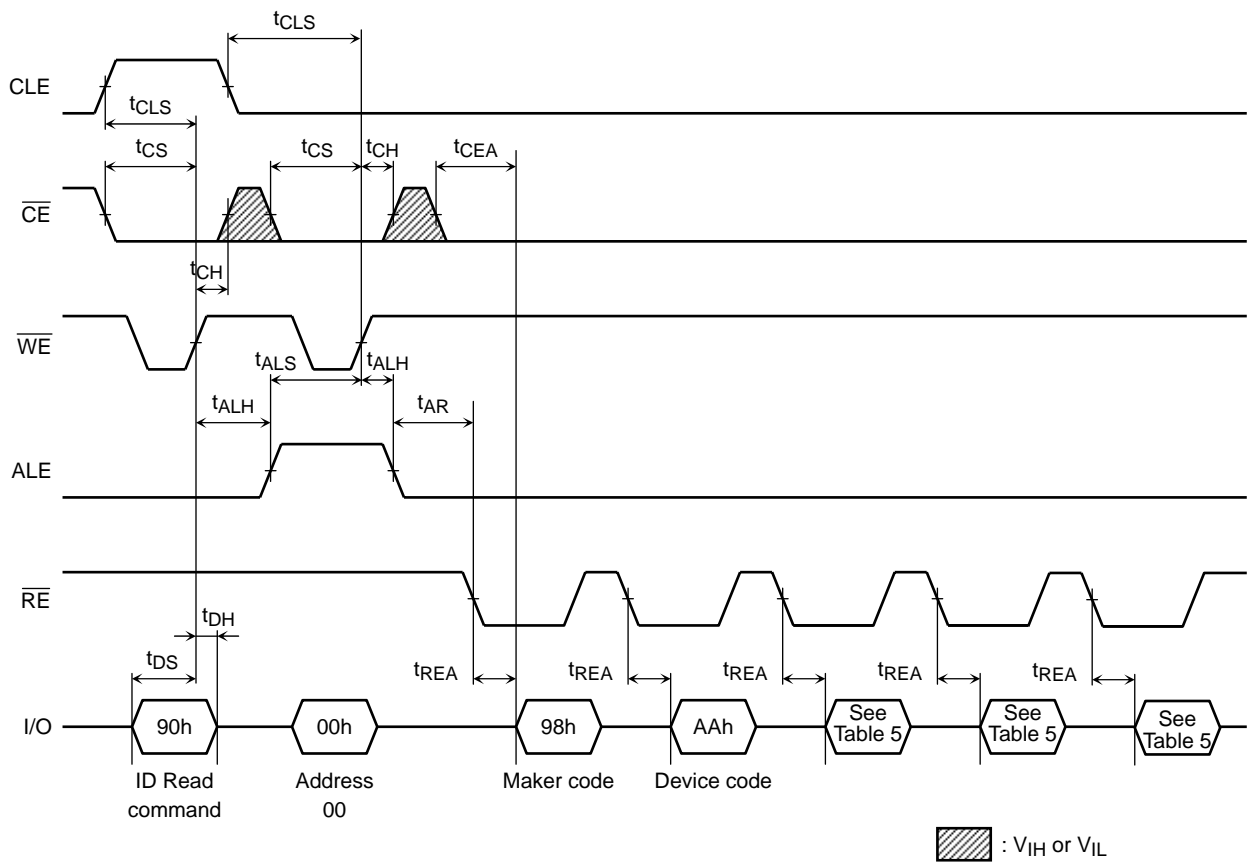 tCLS
CLE
tCLS
tCS
tCS
tCH
tCEA
CE
tCH
WE
tALS
tALH
tALH
tAR
ALE
RE
tDH
tDS
tREA
tREA
tREA
tREA
tREA
I/O
90h
00h
98h
AAh
See
Table 5
See
Table 5
See
Table 5
ID Read
command
Address
00
Maker code
Device code
: VIH or VIL